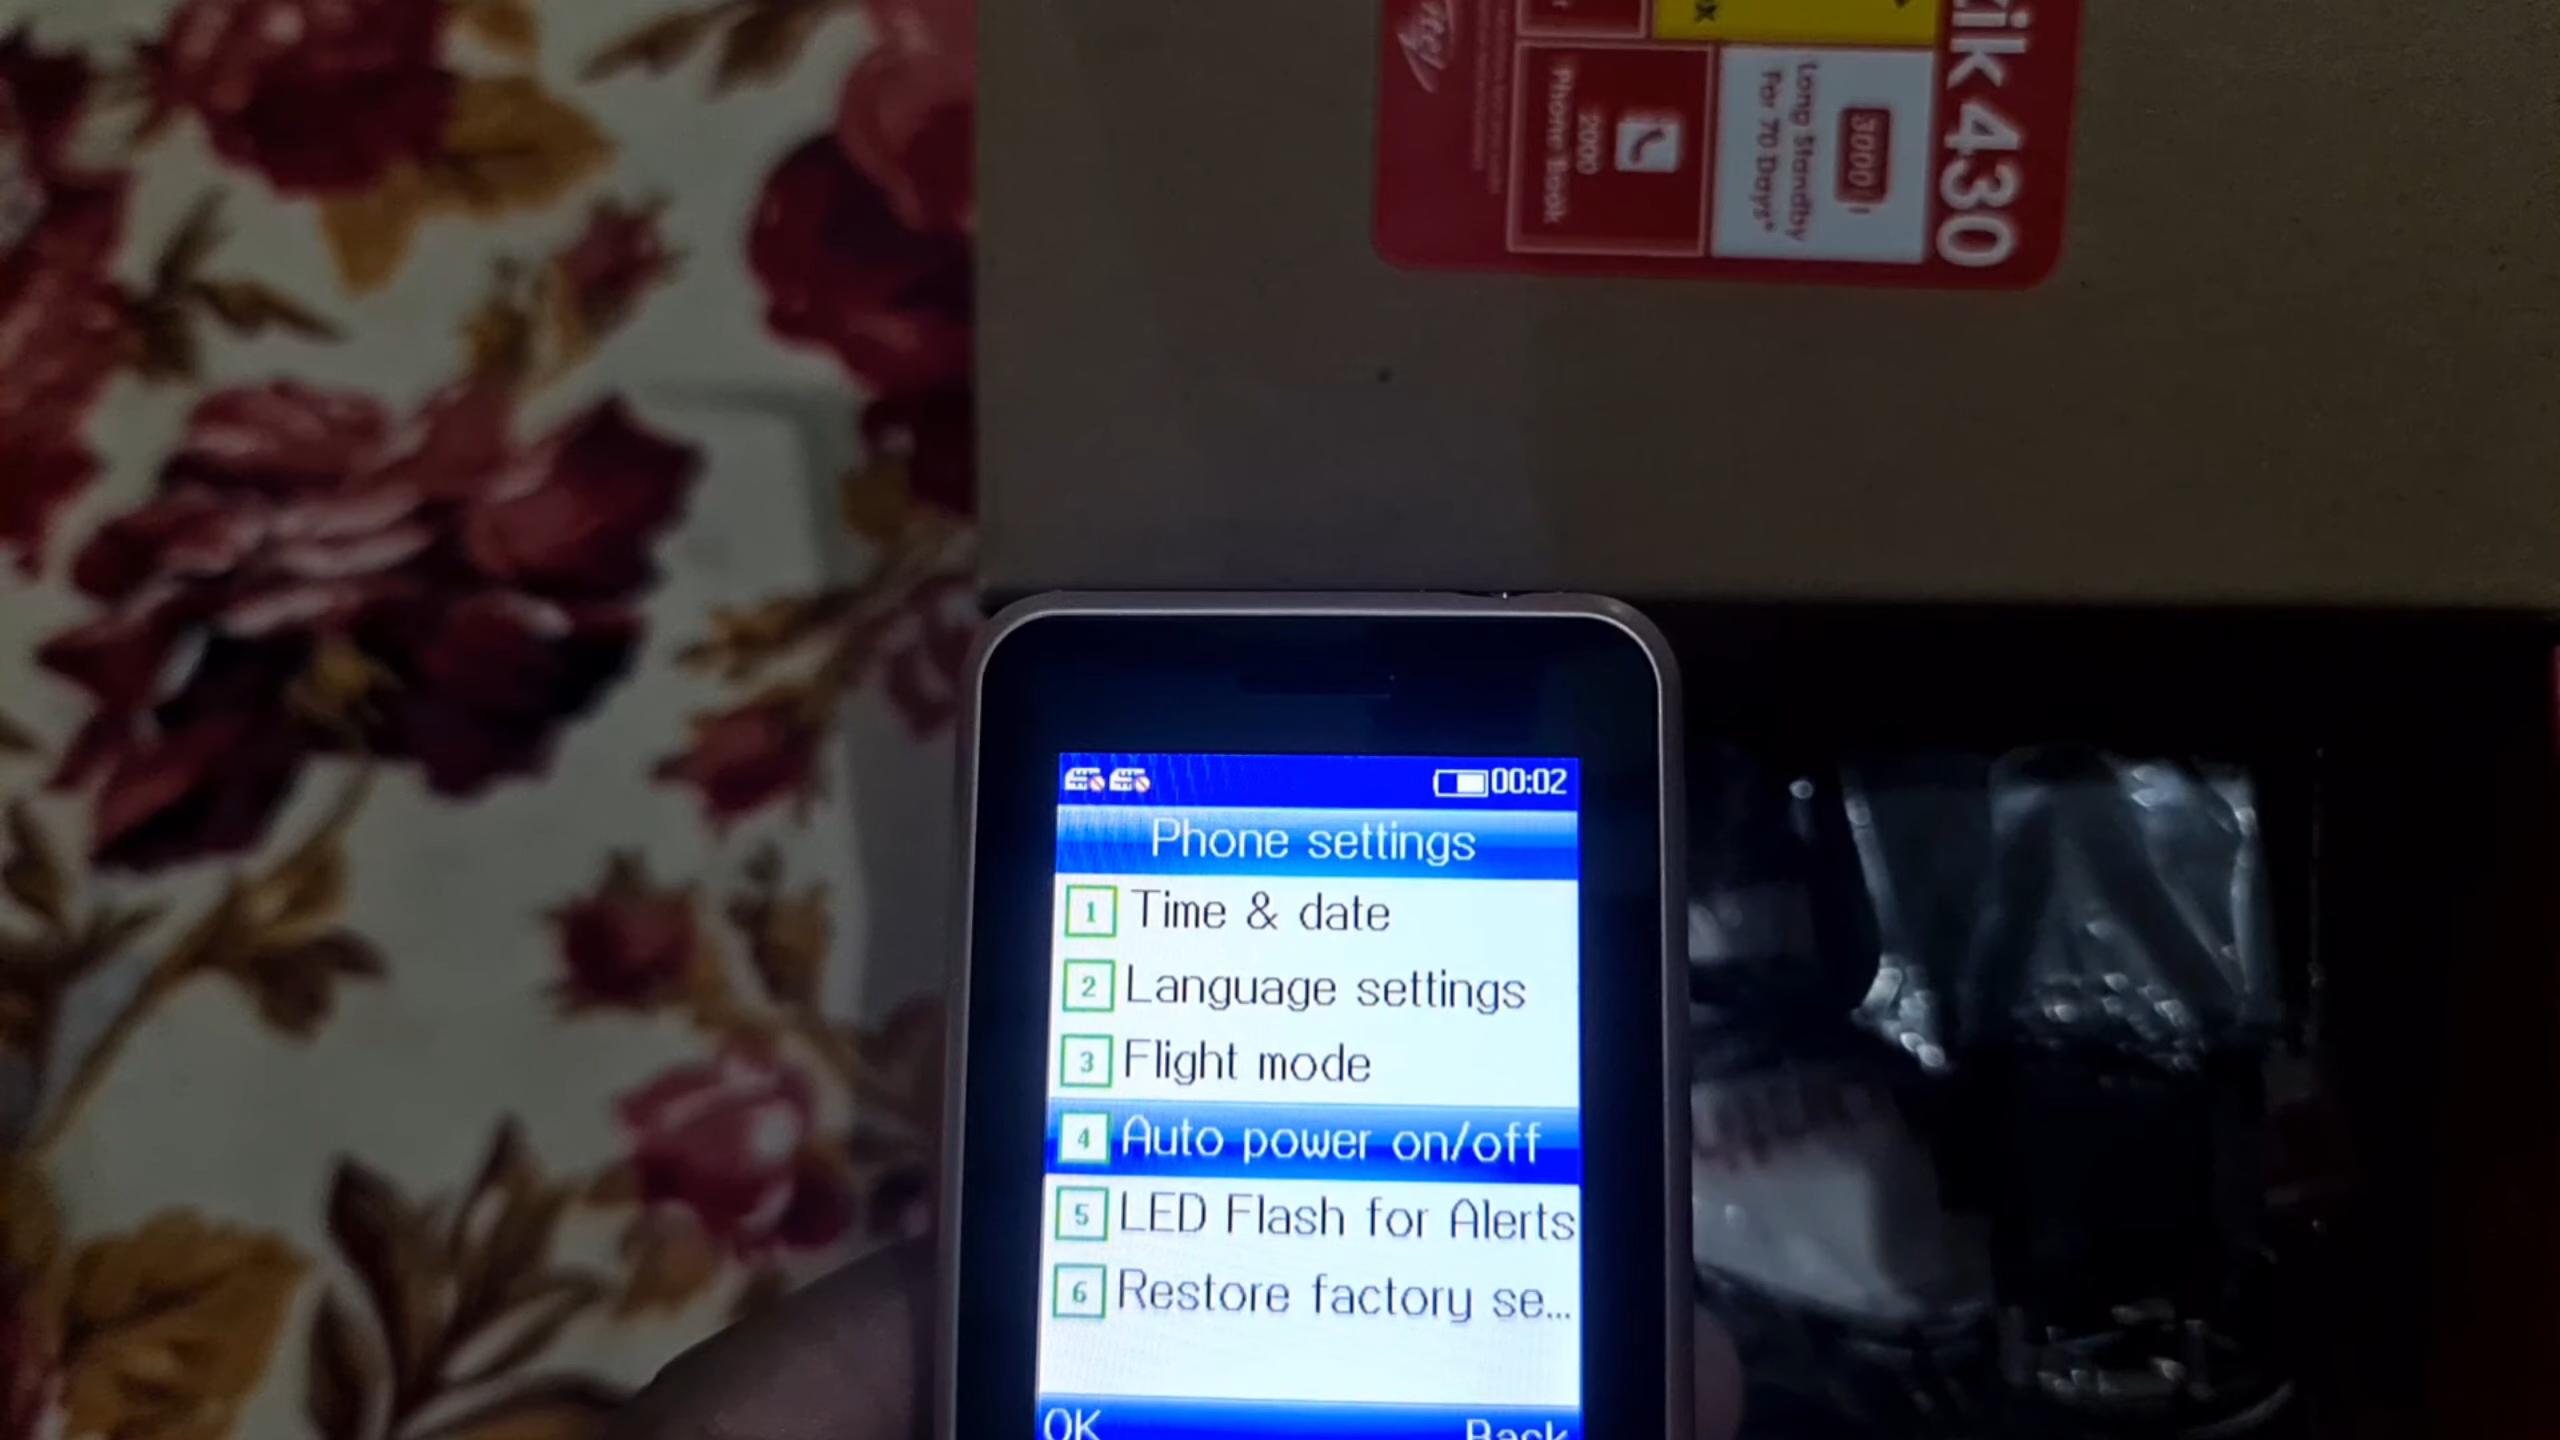 zik 430
3000
Long Standby
For 70 Days*
2000
Phone Book
00:02
Phone settings
1 Time & date
2 Language settings
3 Flight mode
4 Auto power on/off
5 LED Flash for Alerts
6 Restore factory se...
OK Back